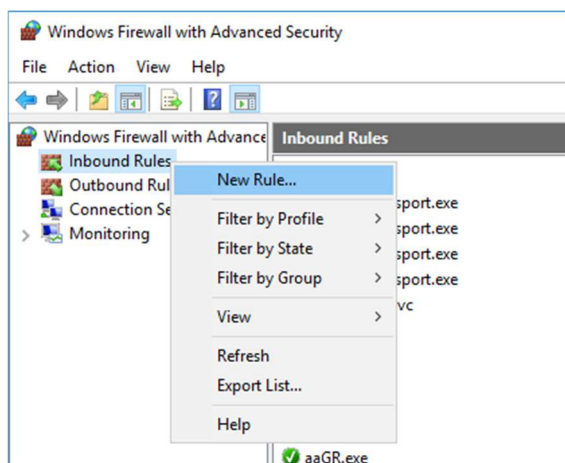 Windows Firewall with Advanced Security
File Action View Help
Windows Firewall with Advance
Inbound Rules
Inbound Rules
Outbound Rul
Connection Se
Monitoring
New Rule...
Filter by Profile
Filter by State
Filter by Group
View
Refresh
Export List...
Help
sport.exe
sport.exe
sport.exe
sport.exe
vc
aaGR.exe